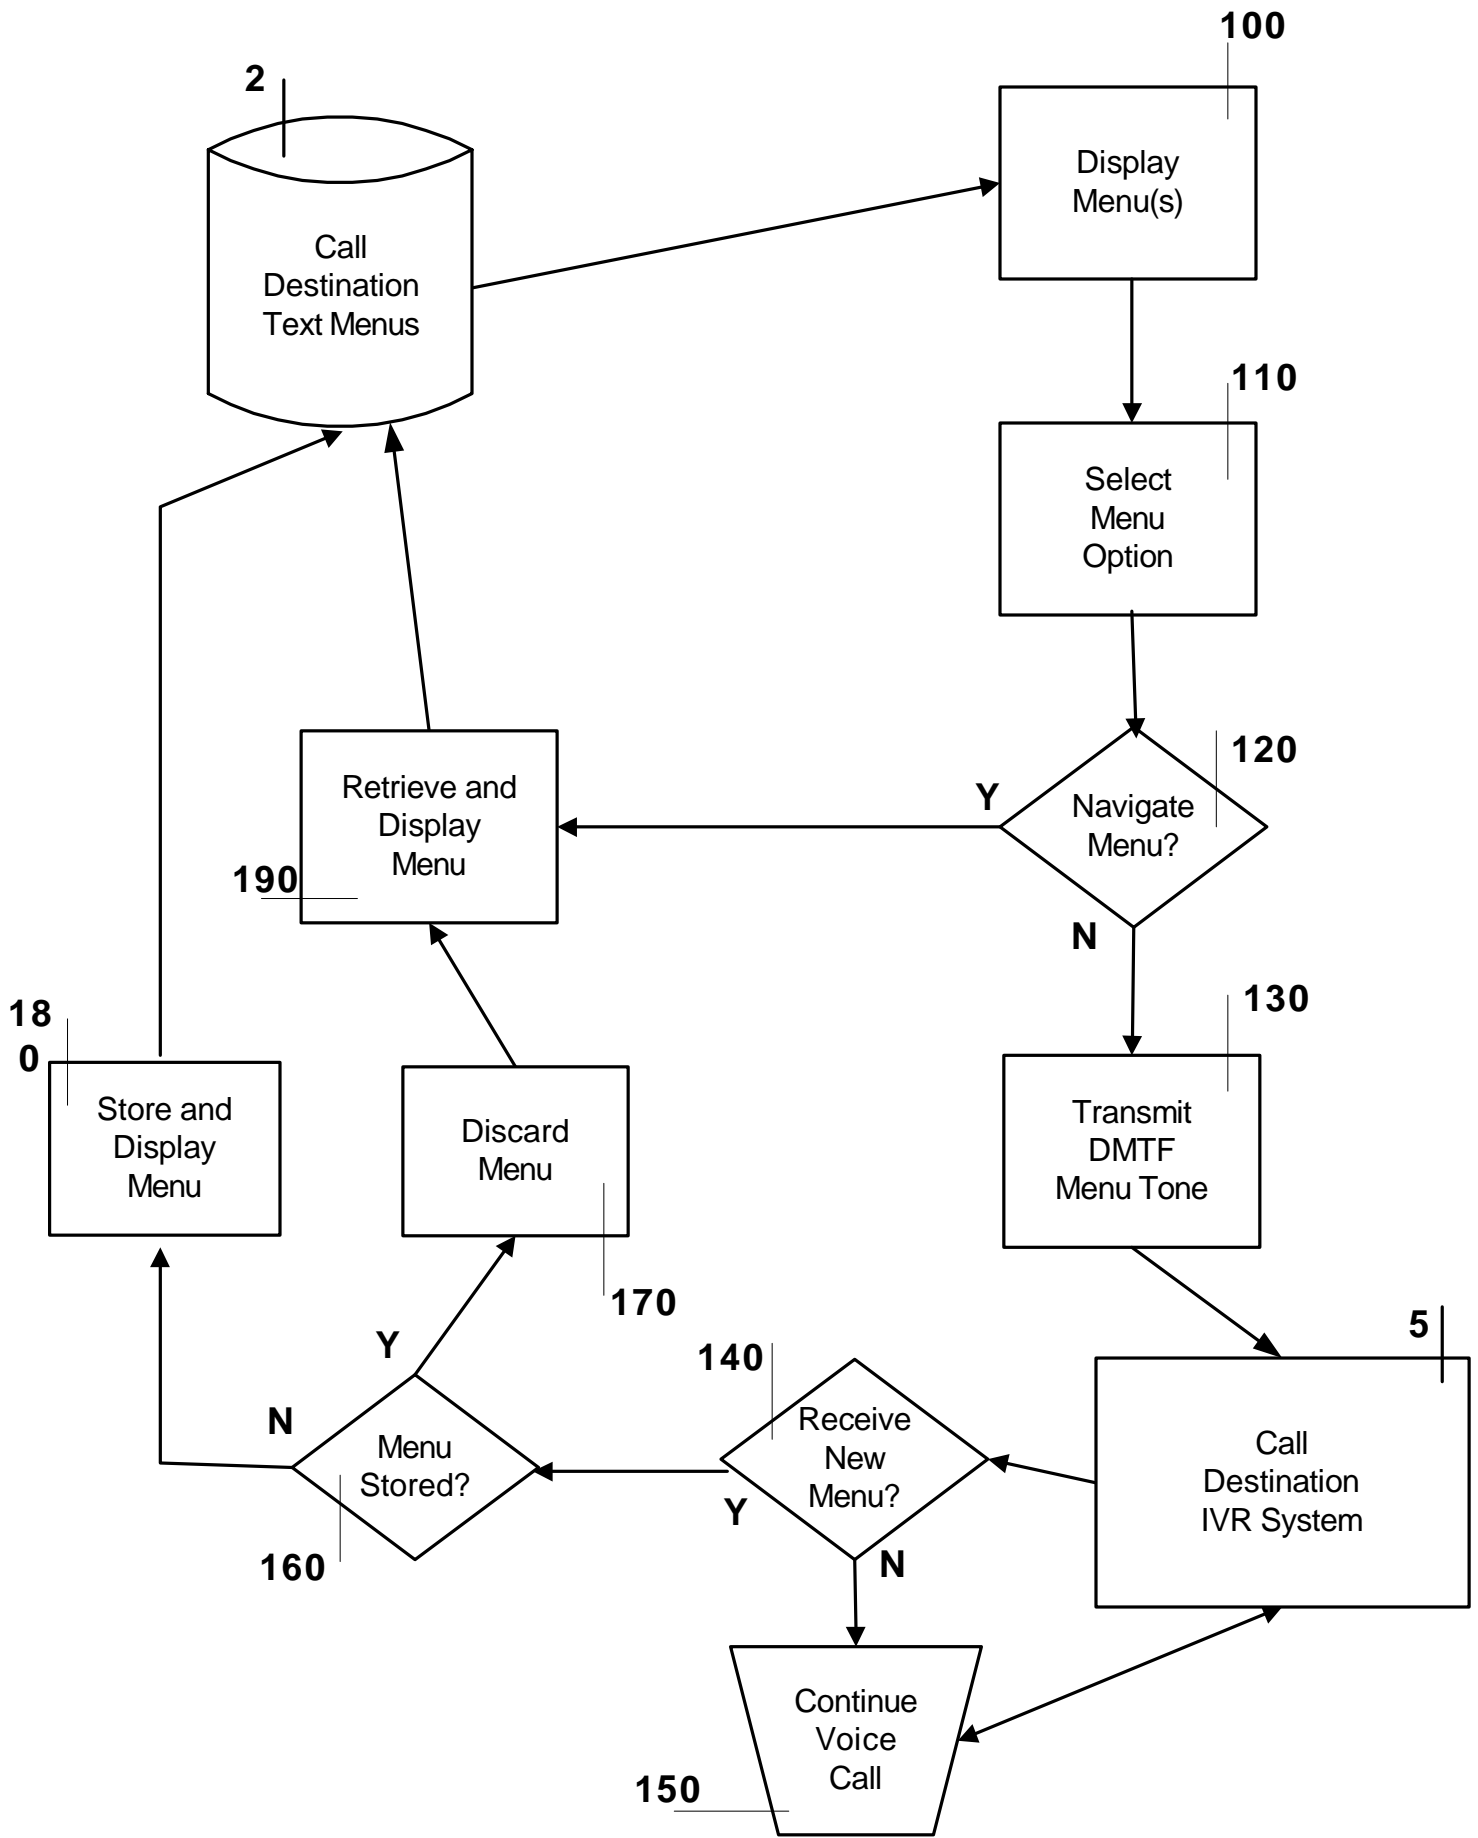 100
2
Display
Menu(s)
Call
Destination
Text Menus
110
Select
Menu
Option
120
Y
Navigate
Menu?
Retrieve and
Display
Menu
190
N
130
18
0
Store and
Display
Menu
Discard
Menu
Transmit
DMTF
Menu Tone
170
5
Y
140
N
Menu
Stored?
Receive
New
Menu?
Call
Destination
IVR System
Y
160
N
Continue
Voice
Call
150